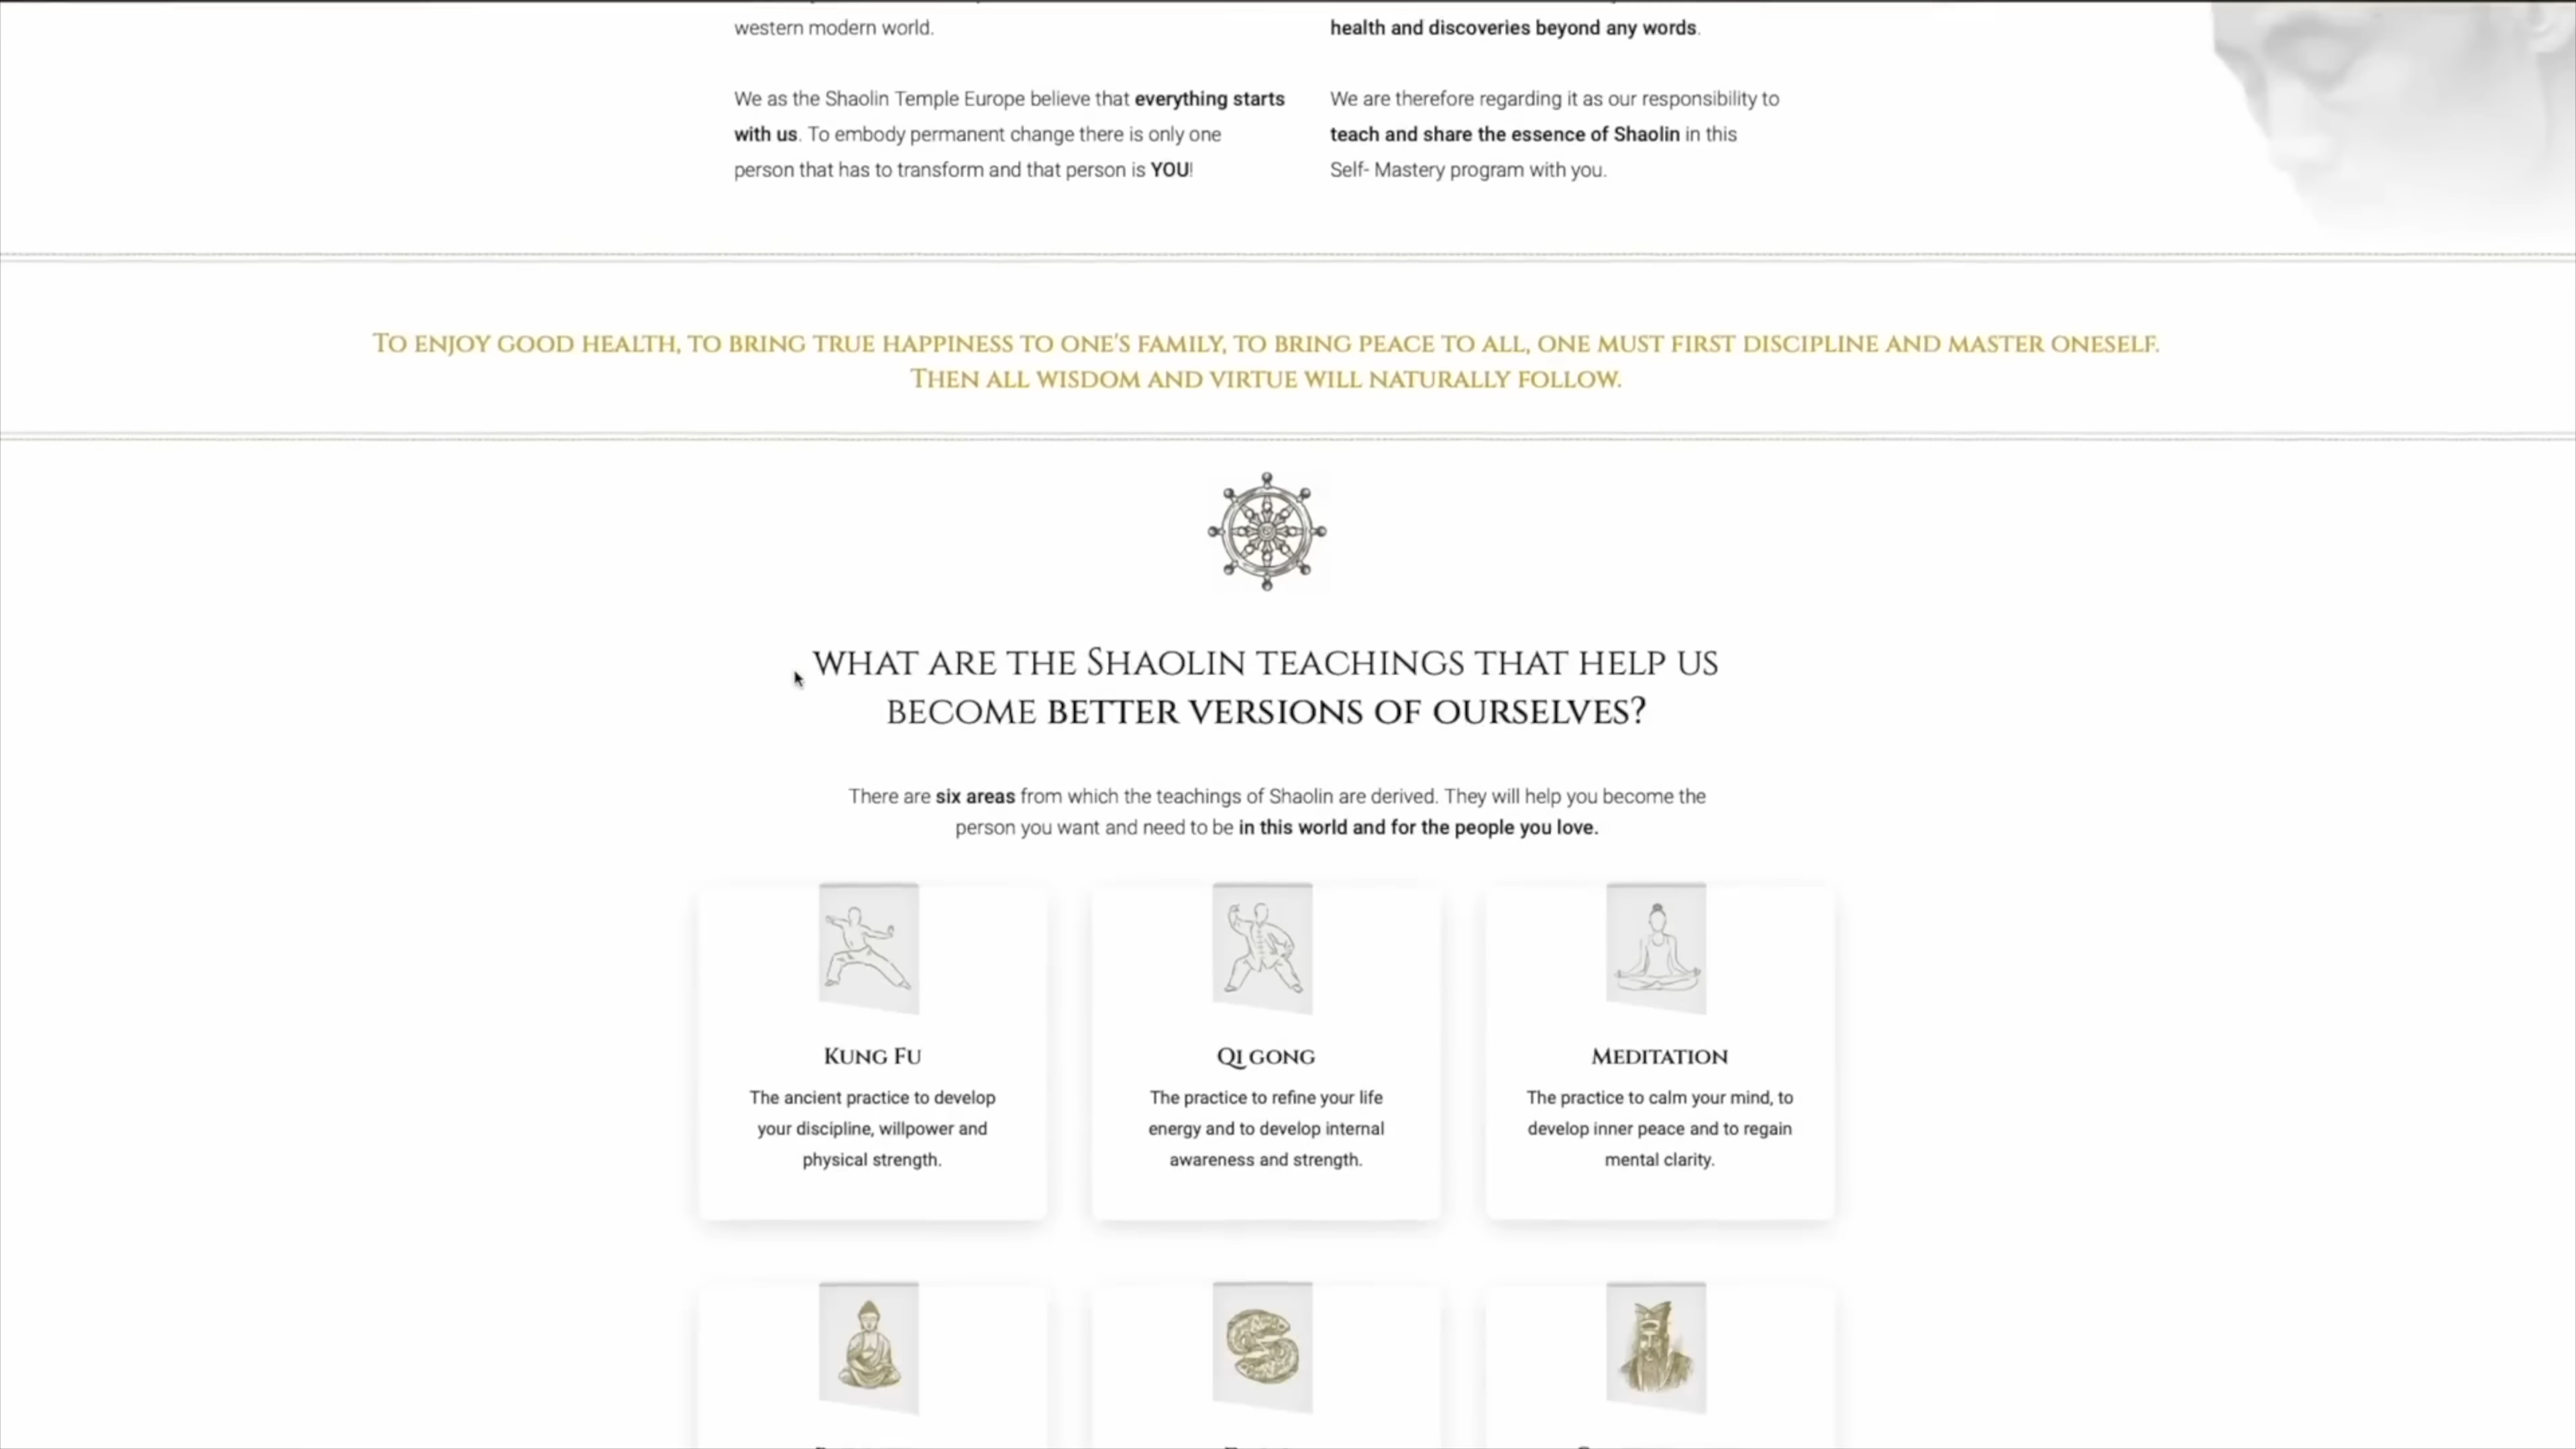 western modern world.
We as the Shaolin Temple Europe believe that everything starts
with us. To embody permanent change there is only one
person that has to transform and that person is YOU!
health and discoveries beyond any words.
We are therefore regarding it as our responsibility to
teach and share the essence of Shaolin in this
Self- Mastery program with you.
To enjoy good health, to bring true happiness to one's family, to bring peace to all, one must first discipline and master oneself.
Then all wisdom and virtue will naturally follow.
what are the Shaolin teachings that help us
become better versions of ourselves?
There are six areas from which the teachings of Shaolin are derived. They will help you become the
person you want and need to be in this world and for the people you love.
Kung Fu
The ancient practice to develop
your discipline, willpower and
physical strength.
Qi gong
The practice to refine your life
energy and to develop internal
awareness and strength.
Meditation
The practice to calm your mind, to
develop inner peace and to regain
mental clarity.